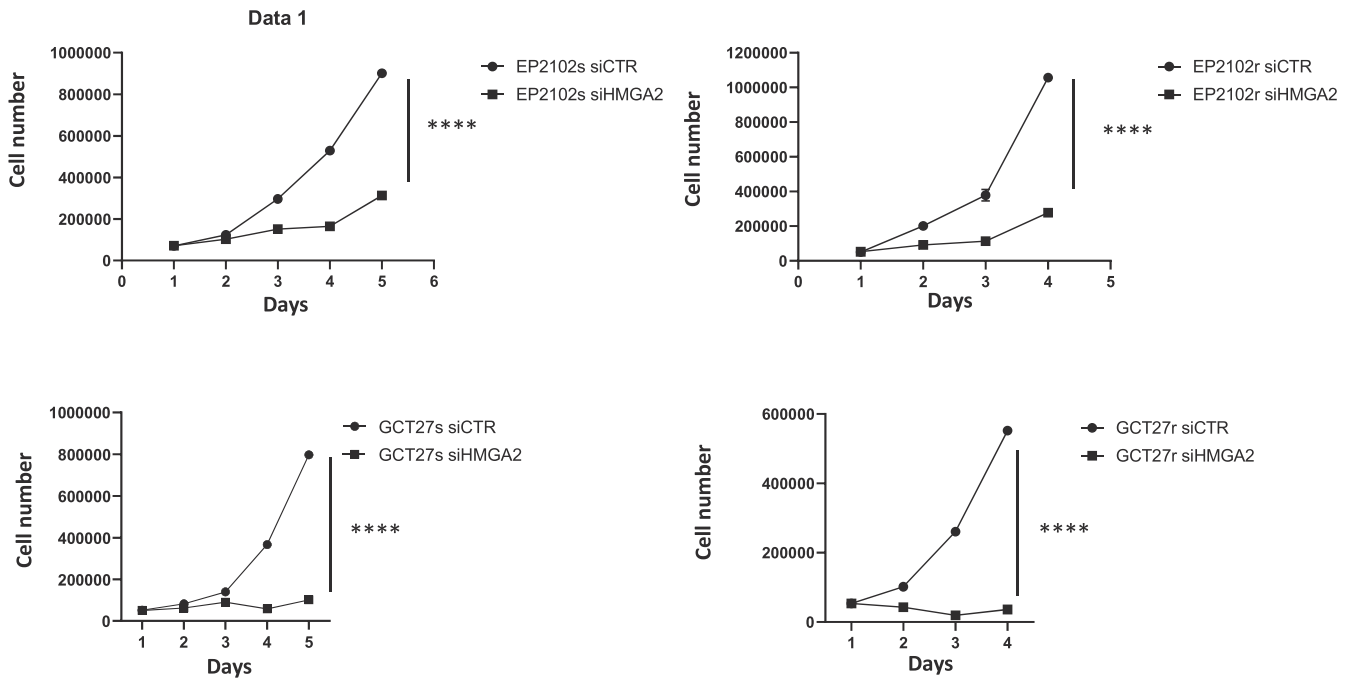 Data 1
1000000
800000
600000
400000
200000
0
0 1 2 3 4 5 6
Cell number
Days
EP2102s siCTR
EP2102s siHMGA2
****
1200000
1000000
800000
600000
400000
200000
0
0 1 2 3 4 5
Cell number
Days
EP2102r siCTR
EP2102r siHMGA2
****
1000000
800000
600000
400000
200000
0
1 2 3 4 5
Cell number
Days
GCT27s siCTR
GCT27s siHMGA2
****
600000
400000
200000
0
1 2 3 4
Cell number
Days
GCT27r siCTR
GCT27r siHMGA2
****